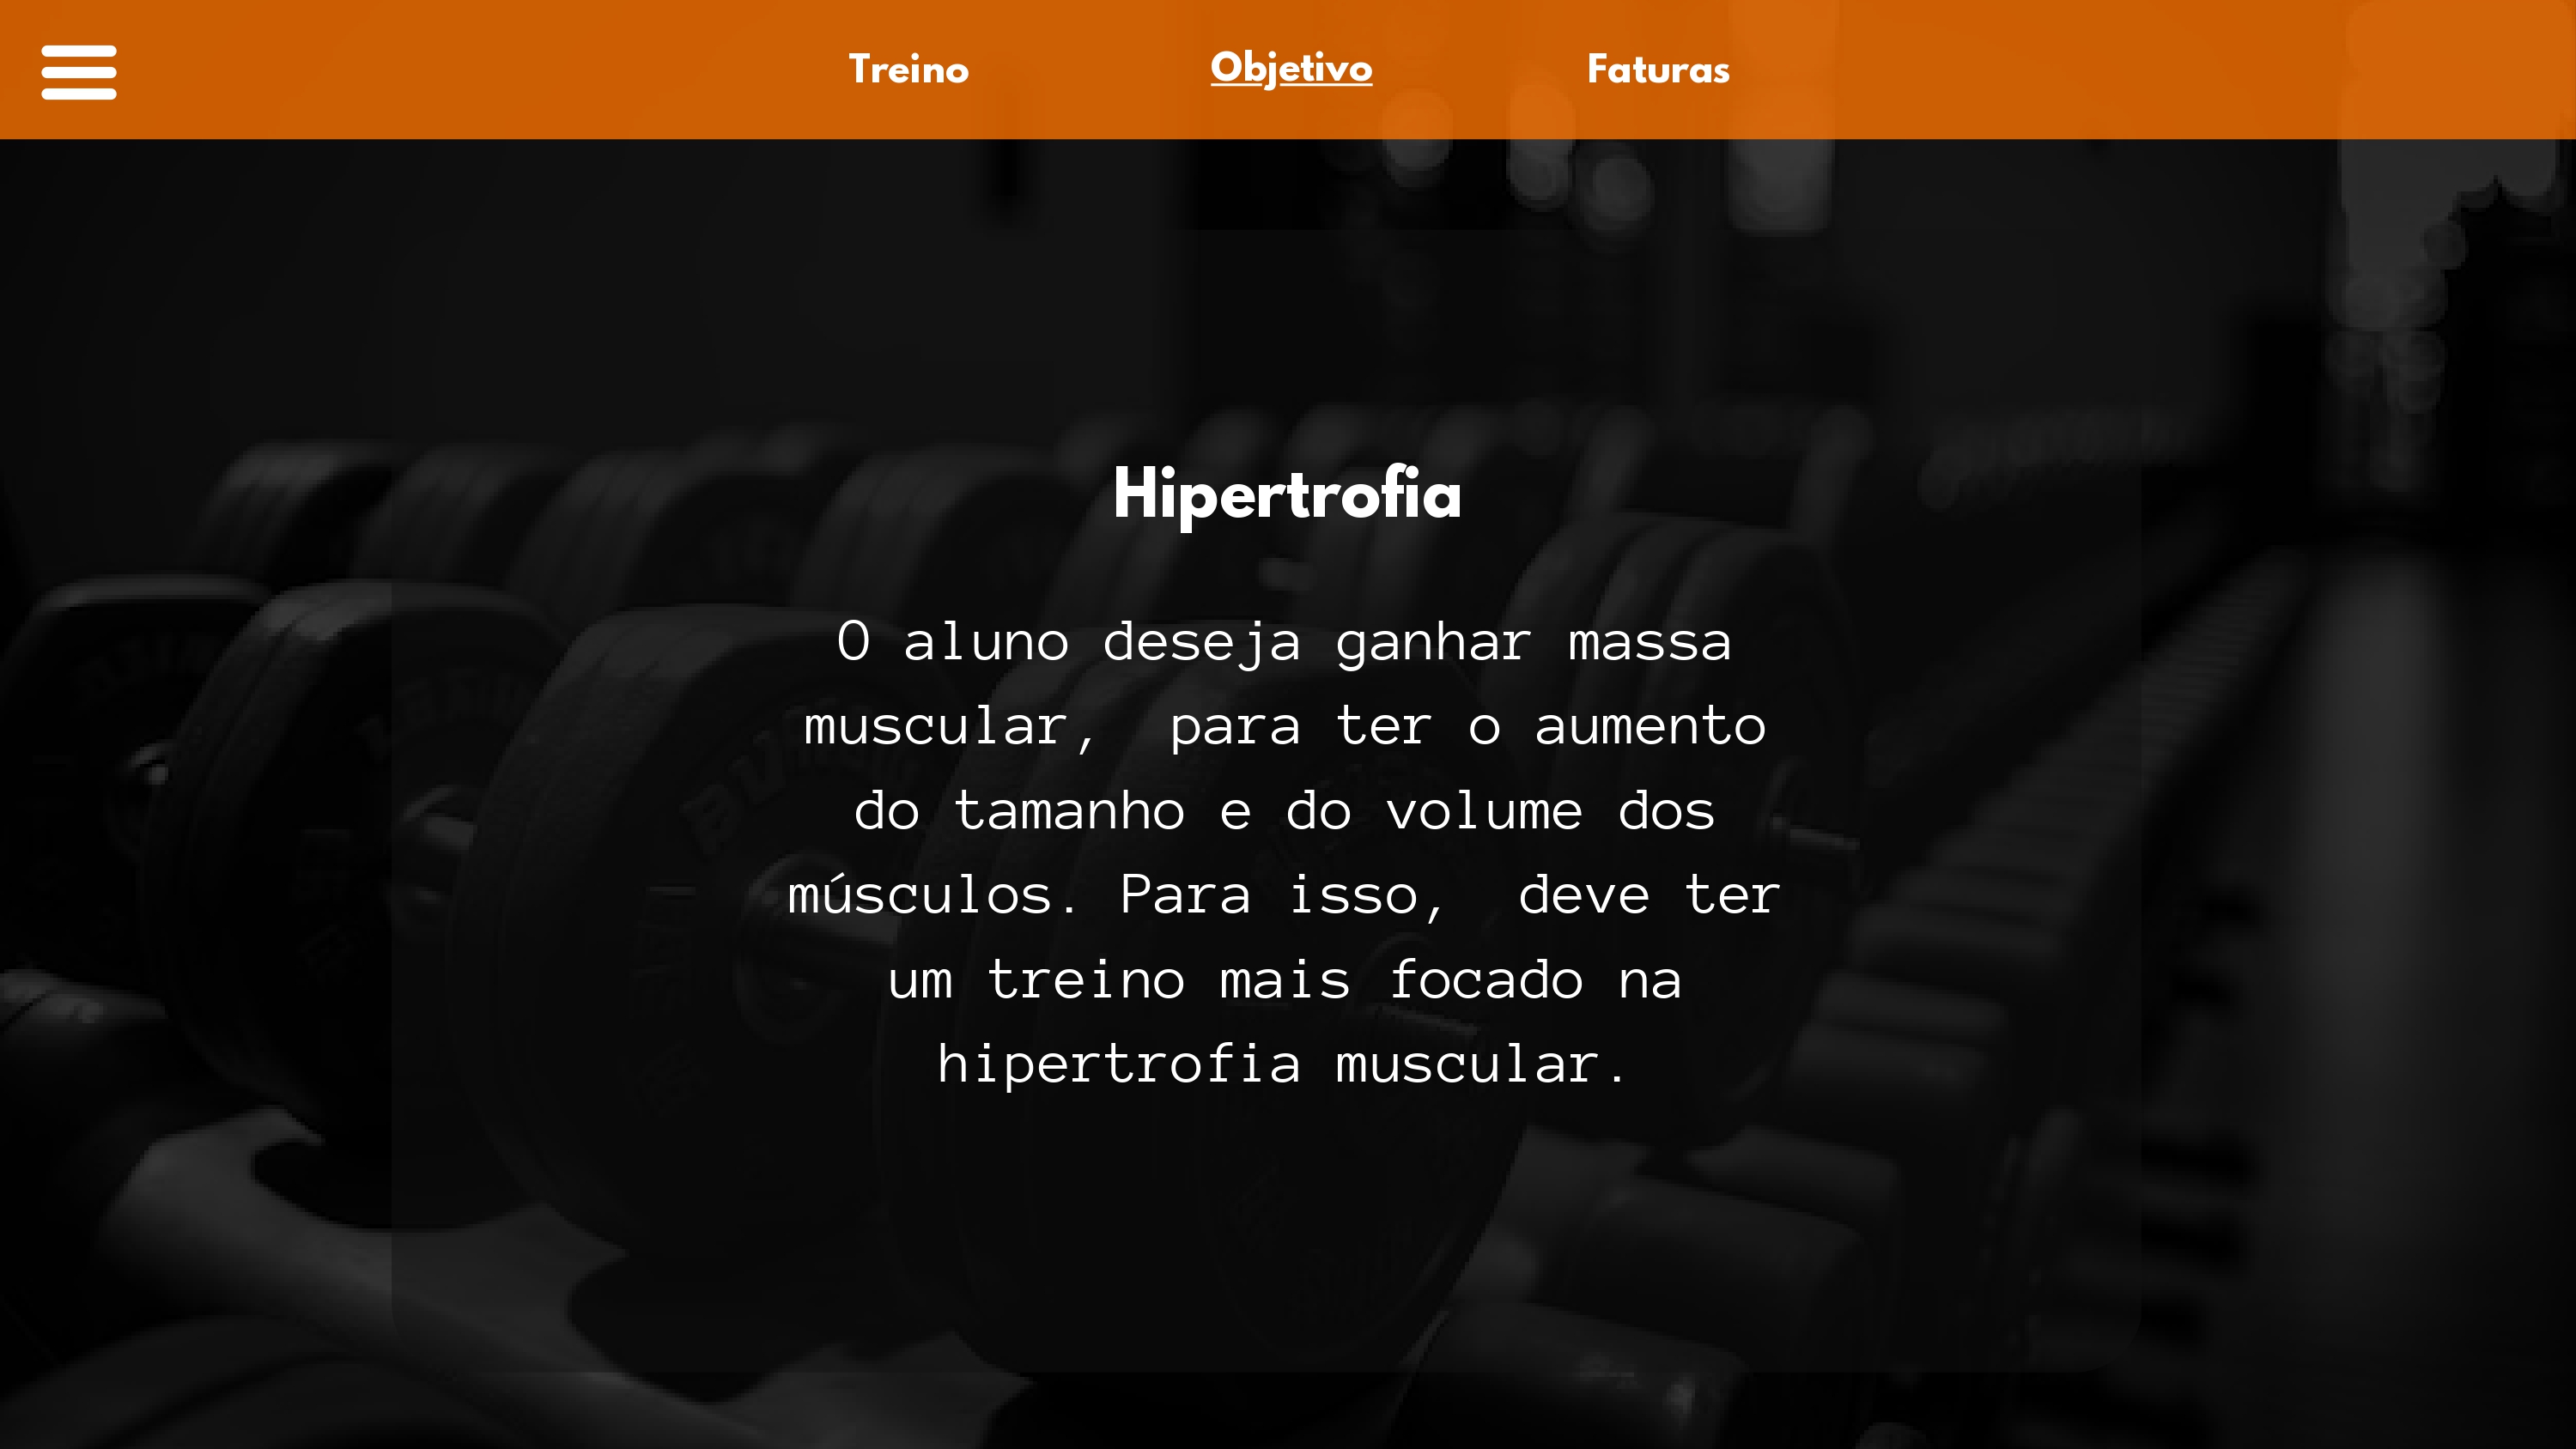 Treino Objetivo Faturas
Hipertrofia
O aluno deseja ganhar massa
muscular,  para ter o aumento
do tamanho e do volume dos
músculos. Para isso,  deve ter
um treino mais focado na
hipertrofia muscular.